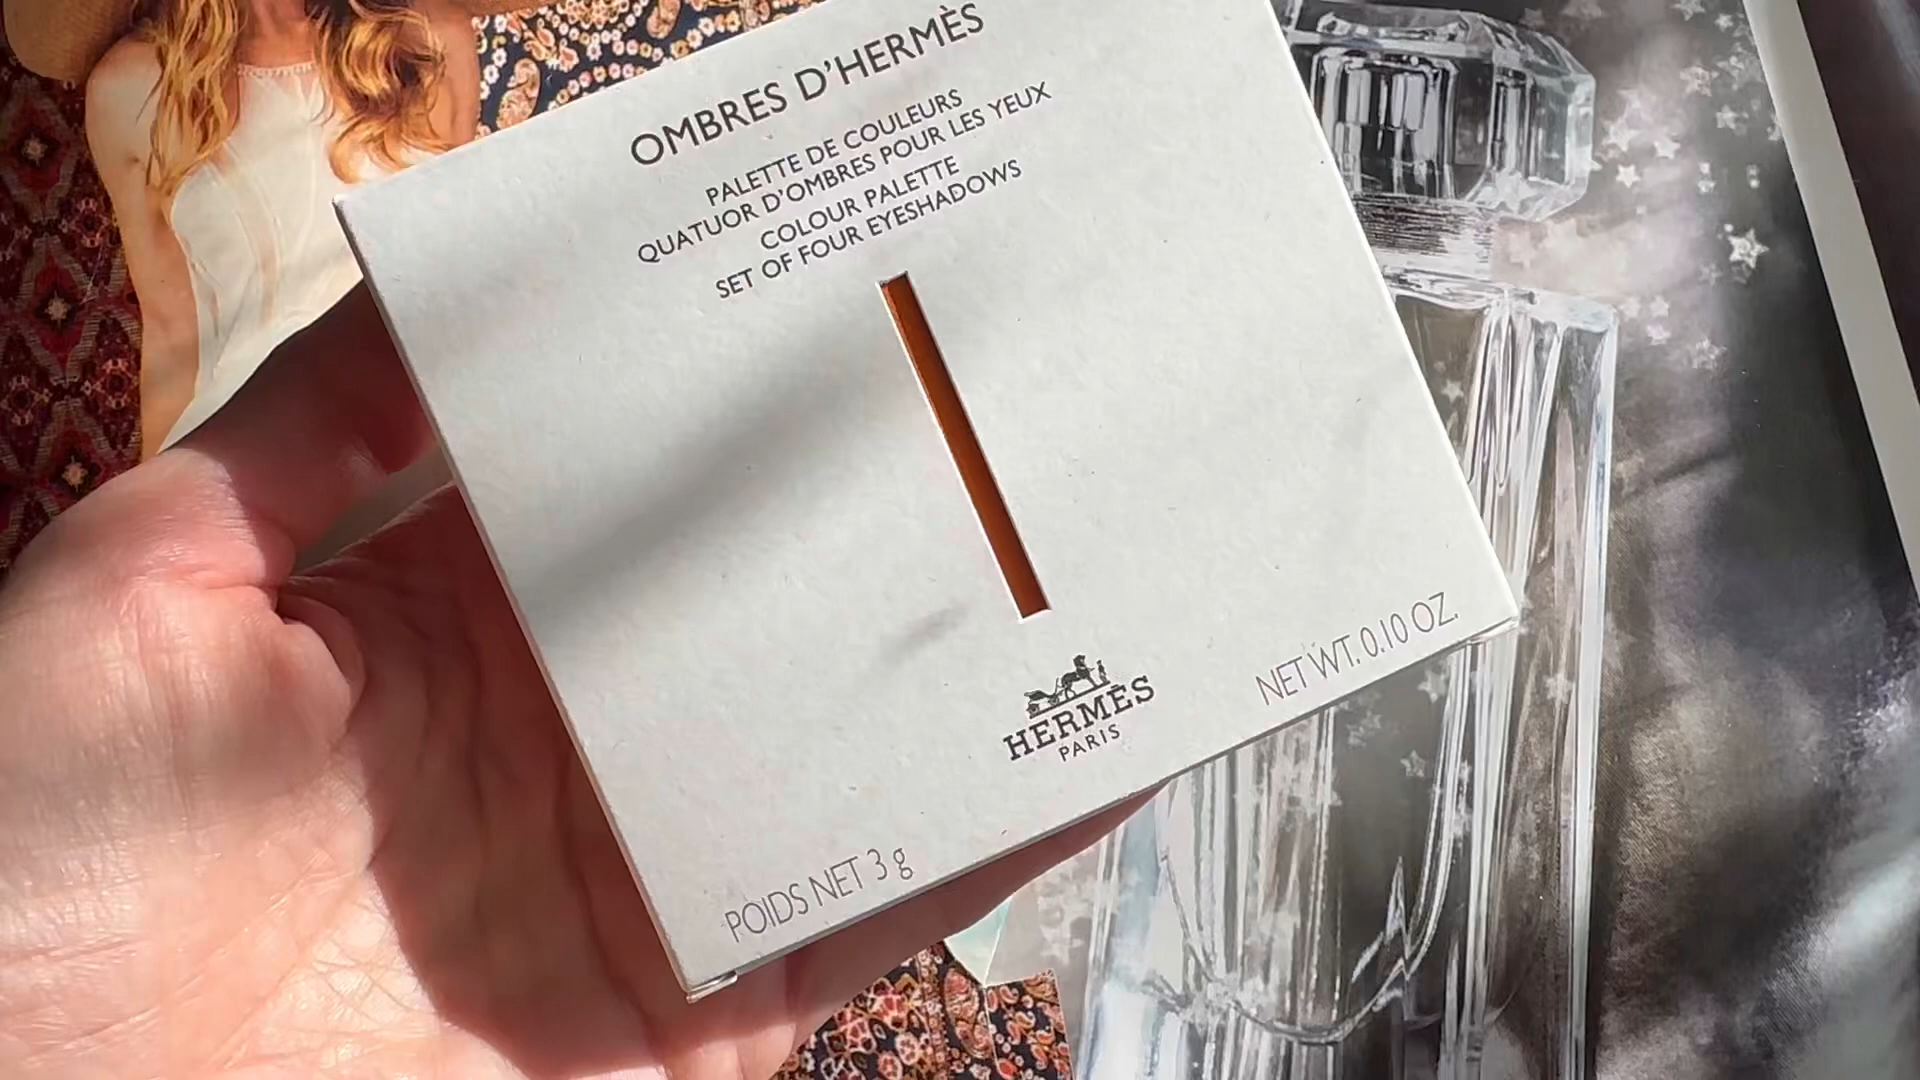 OMBRES D'HERMÈS
PALETTE DE COULEURS
QUATUOR D'OMBRES POUR LES YEUX
COLOUR PALETTE
SET OF FOUR EYESHADOWS
HERMÈS
PARIS
POIDS NET 3 g
NET WT. 0.10 OZ.